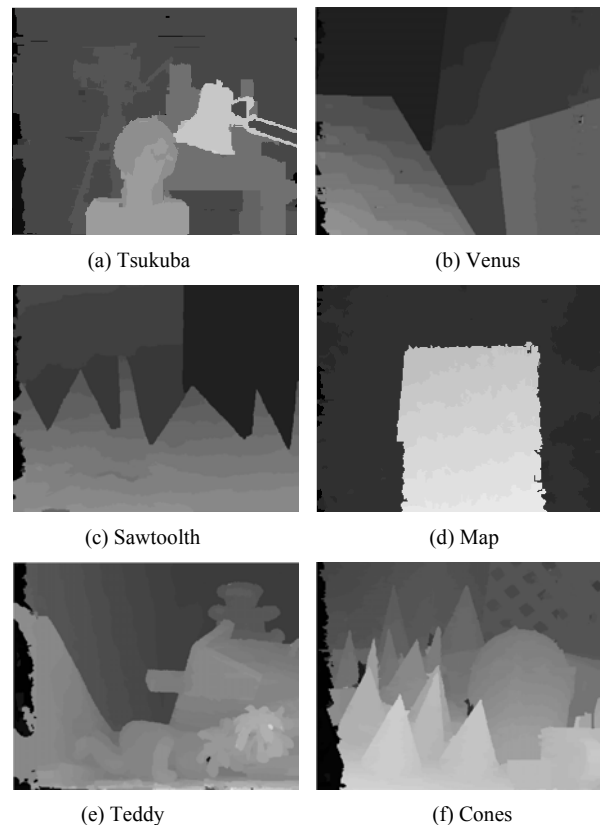 (a) Tsukuba
(b) Venus
(c) Sawtoolth
(d) Map
(e) Teddy
(f) Cones